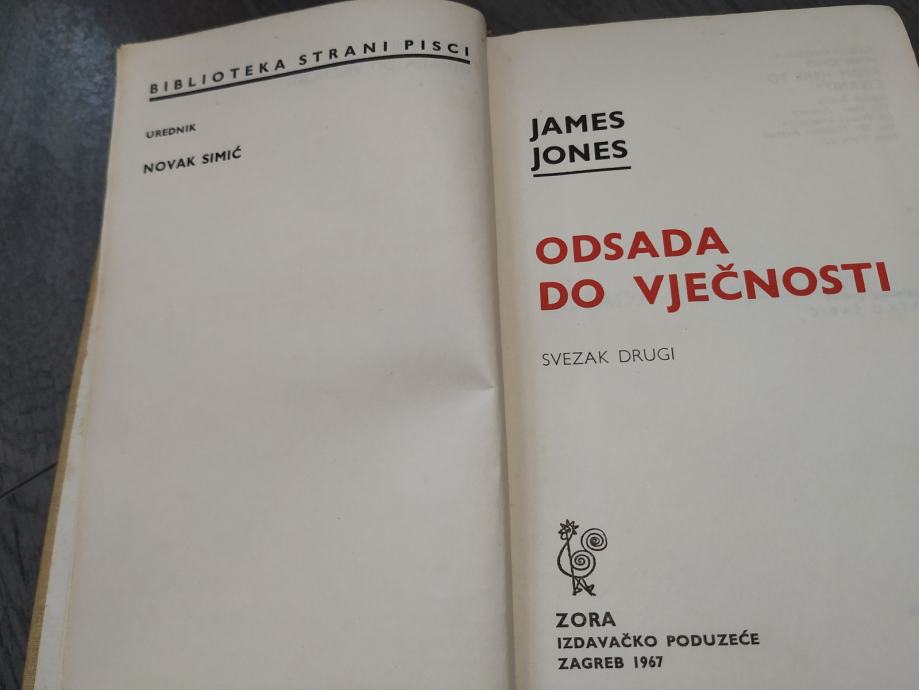 BIBLIOTEKA STRANI PISCI
UREDNIK
NOVAK SIMIĆ
JAMES
JONES
ODSADA
DO VJEČNOSTI
SVEZAK DRUGI
ZORA
IZDAVAČKO PODUZEĆE
ZAGREB 1967